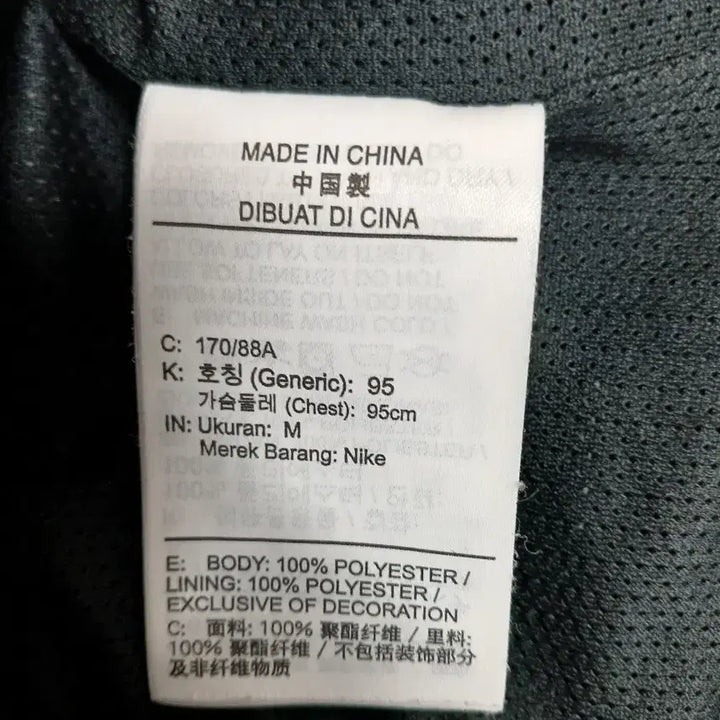 MADE IN CHINA
中国製
DIBUAT DI CINA
C: 170/88A
K: 호칭 (Generic): 95
가슴둘레 (Chest): 95cm
IN: Ukuran: M
Merek Barang: Nike
E: BODY: 100% POLYESTER /
LINING: 100% POLYESTER /
EXCLUSIVE OF DECORATION
C: 面料: 100% 聚酯纤维 / 里料:
100% 聚酯纤维 / 不包括装饰部分
及非纤维物质